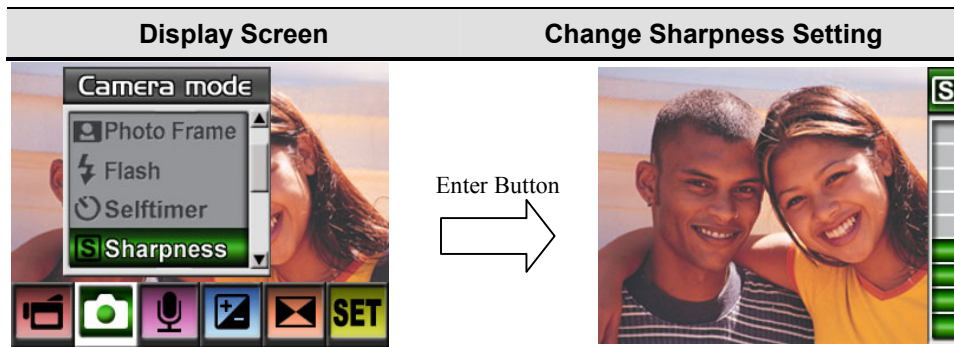 Display Screen
Change Sharpness Setting
Camera mode
Photo Frame
Flash
Selftimer
S Sharpness
SET
Enter Button
S